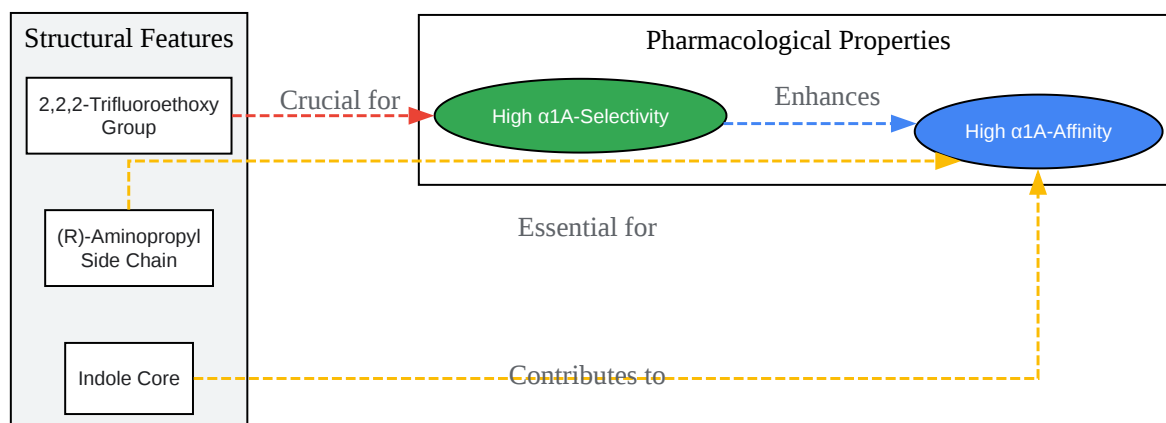 Structural Features
2,2,2-Trifluoroethoxy
Group
(R)-Aminopropyl
Side Chain
Indole Core
Crucial for
Essential for
Contributes to
Pharmacological Properties
High α1A-Selectivity
Enhances
High α1A-Affinity